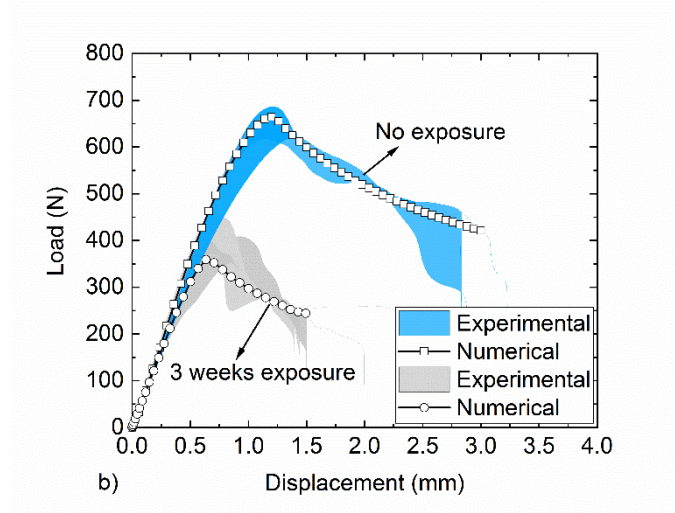 800
700
600
500
400
300
200
100
0
Load (N)
No exposure
3 weeks exposure
Experimental
Numerical
Experimental
Numerical
0.0 0.5 1.0 1.5 2.0 2.5 3.0 3.5 4.0
b) Displacement (mm)